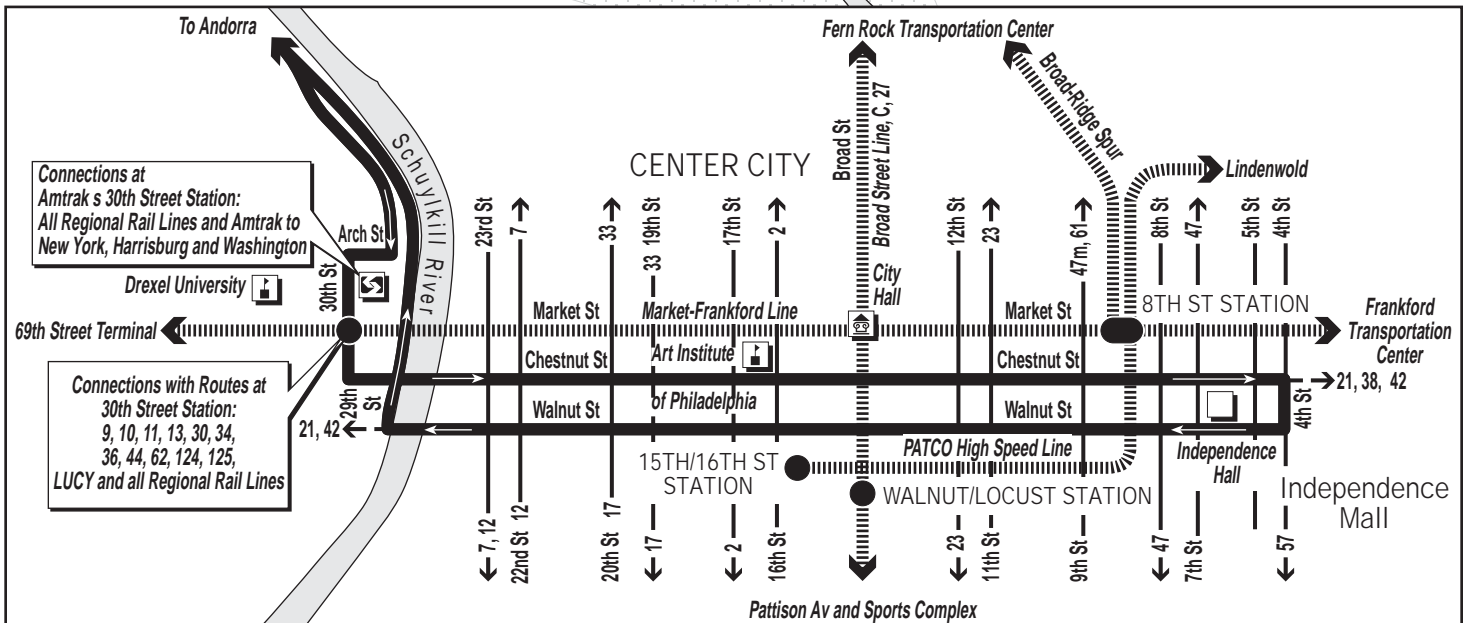 To Andorra
Fern Rock Transportation Center
Schuylkill River
CENTER CITY
Broad St
Broad Street Line, C, 27
Broad-Ridge Spur
Lindenwold
Connections at
Amtrak s 30th Street Station:
All Regional Rail Lines and Amtrak to
New York, Harrisburg and Washington
Arch St
30th St
Drexel University
23rd St
7
33
33 19th St
17th St
2
12th St
23
47m, 61
8th St
47
5th St
4th St
City
Hall
69th Street Terminal
Market St
Market-Frankford Line
Market St
8TH ST STATION
Frankford
Transportation
Center
Chestnut St
Art Institute
Chestnut St
of Philadelphia
Connections with Routes at
30th Street Station:
9, 10, 11, 13, 30, 34,
36, 44, 62, 124, 125,
LUCY and all Regional Rail Lines
29th
St
21, 42
21, 38, 42
4th St
Walnut St
Walnut St
PATCO High Speed Line
Independence
Hall
15TH/16TH ST
STATION
WALNUT/LOCUST STATION
Independence
Mall
7, 12
22nd St 12
20th St 17
17
2
16th St
23
11th St
9th St
47
7th St
57
Pattison Av and Sports Complex